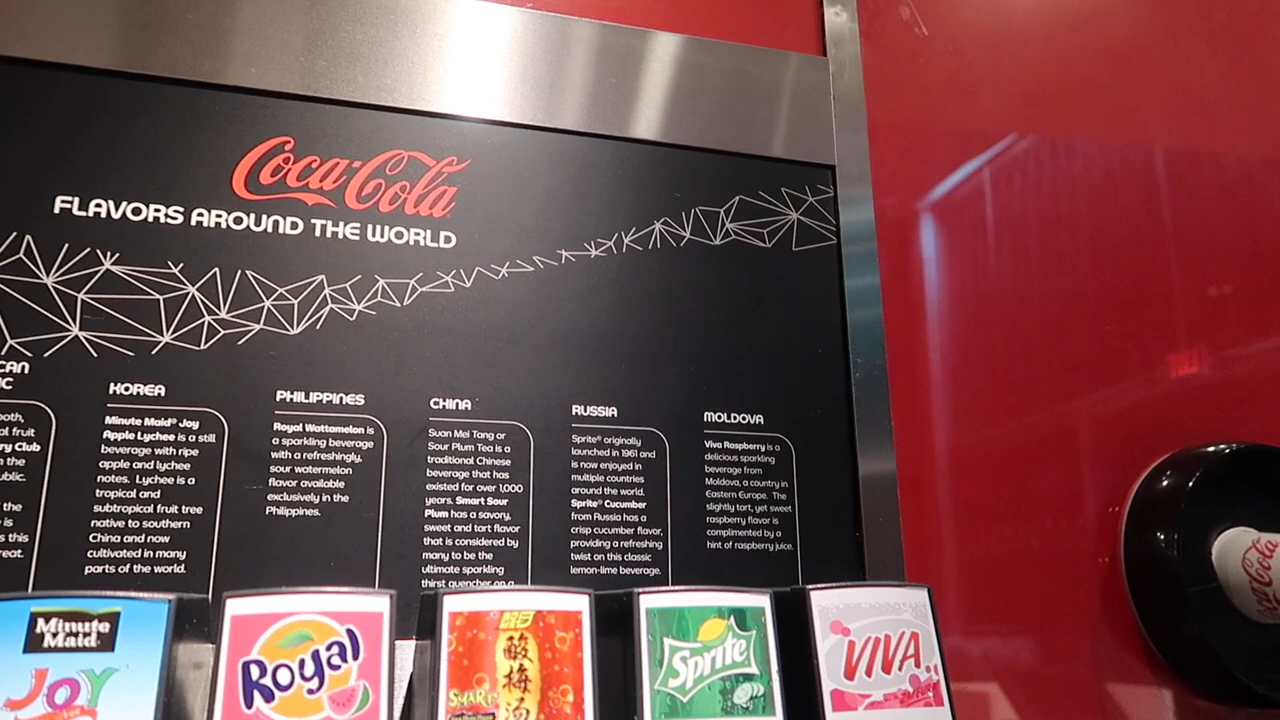 Coca-Cola
FLAVORS AROUND THE WORLD
KOREA
Minute Maid® Joy
Apple Lychee is a still
beverage with ripe
apple and lychee
notes. Lychee is a
tropical and
subtropical fruit tree
native to southern
China and now
cultivated in many
parts of the world.
PHILIPPINES
Royal Wattamelon is
a sparkling beverage
with a refreshingly,
sour watermelon
flavor available
exclusively in the
Philippines.
CHINA
Suan Mei Tang or
Sour Plum Tea is a
traditional Chinese
beverage that has
existed for over 1,000
years. Smart Sour
Plum has a savory,
sweet and tart flavor
that is considered by
many to be the
ultimate sparkling
thirst quencher on a
RUSSIA
Sprite® originally
launched in 1961 and
is now enjoyed in
multiple countries
around the world.
Sprite® Cucumber
from Russia has a
crisp cucumber flavor,
providing a refreshing
twist on this classic
lemon-lime beverage.
MOLDOVA
Viva Raspberry is a
delicious sparkling
beverage from
Moldova, a country in
Eastern Europe. The
slightly tart, yet sweet
raspberry flavor is
complimented by a
hint of raspberry juice.
Minute
Maid
JOY
Royal
SMART
酸梅汤
Sprite
VIVA
Coca-Cola